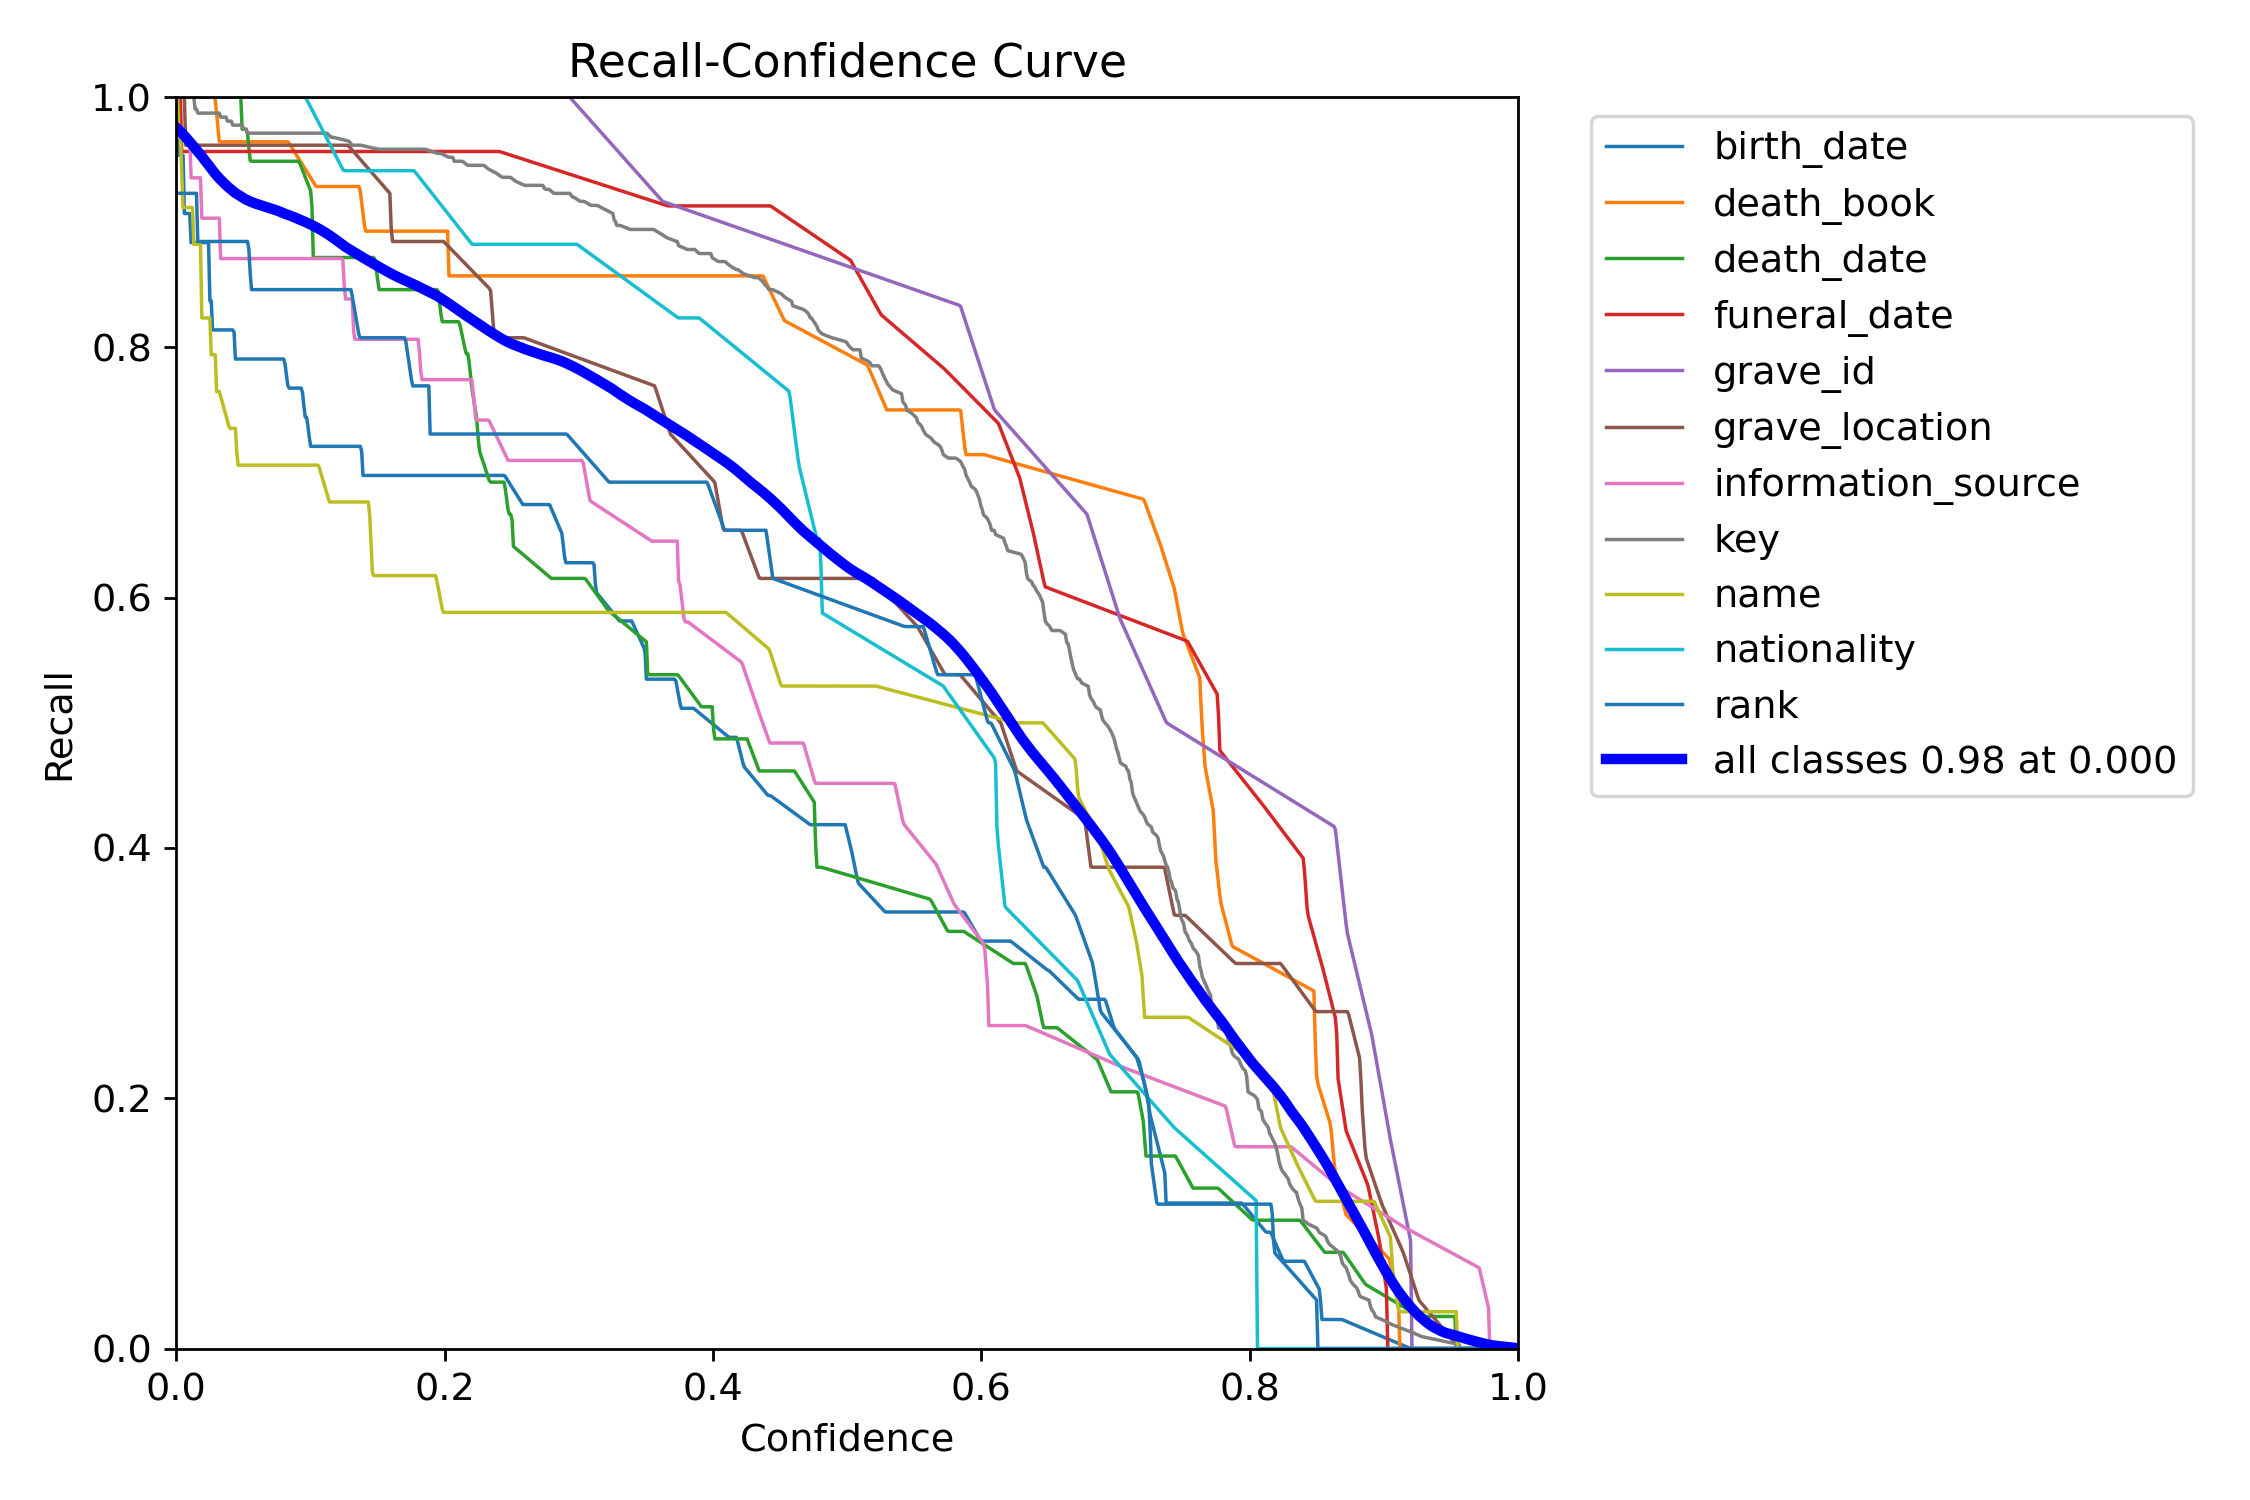 Recall-Confidence Curve
1.0
0.8
0.6
0.4
0.2
0.0
Recall
0.0 0.2 0.4 0.6 0.8 1.0
Confidence
birth_date
death_book
death_date
funeral_date
grave_id
grave_location
information_source
key
name
nationality
rank
all classes 0.98 at 0.000